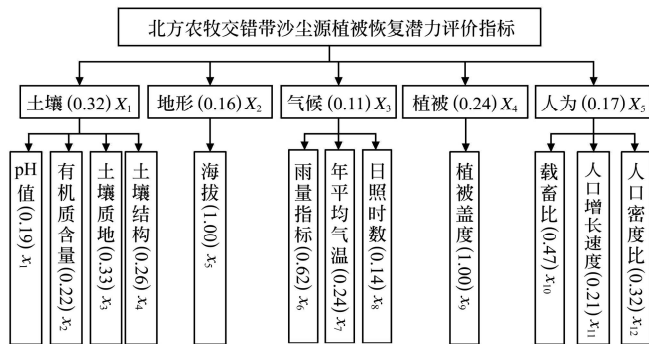 北方农牧交错带沙尘源植被恢复潜力评价指标
土壤(0.32)X₁
地形(0.16)X₂
气候(0.11)X₃
植被(0.24)X₄
人为(0.17)X₅
pH值(0.19) x₁
有机质含量(0.22) x₂
土壤质地(0.33) x₃
土壤结构(0.26) x₄
海拔(1.00) x₅
雨量指标(0.62) x₆
年平均气温(0.24) x₇
日照时数(0.14) x₈
植被盖度(1.00) x₉
载畜比(0.47) x₁₀
人口增长速度(0.21) x₁₁
人口密度比(0.32) x₁₂